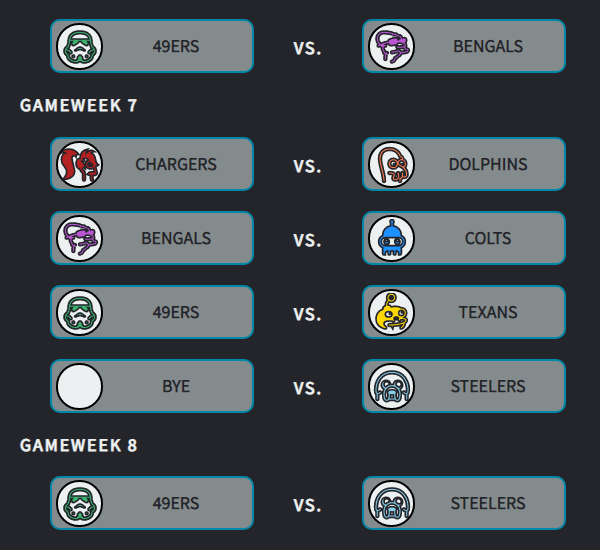 49ERS VS. BENGALS
GAMEWEEK 7
CHARGERS VS. DOLPHINS
BENGALS VS. COLTS
49ERS VS. TEXANS
BYE VS. STEELERS
GAMEWEEK 8
49ERS VS. STEELERS